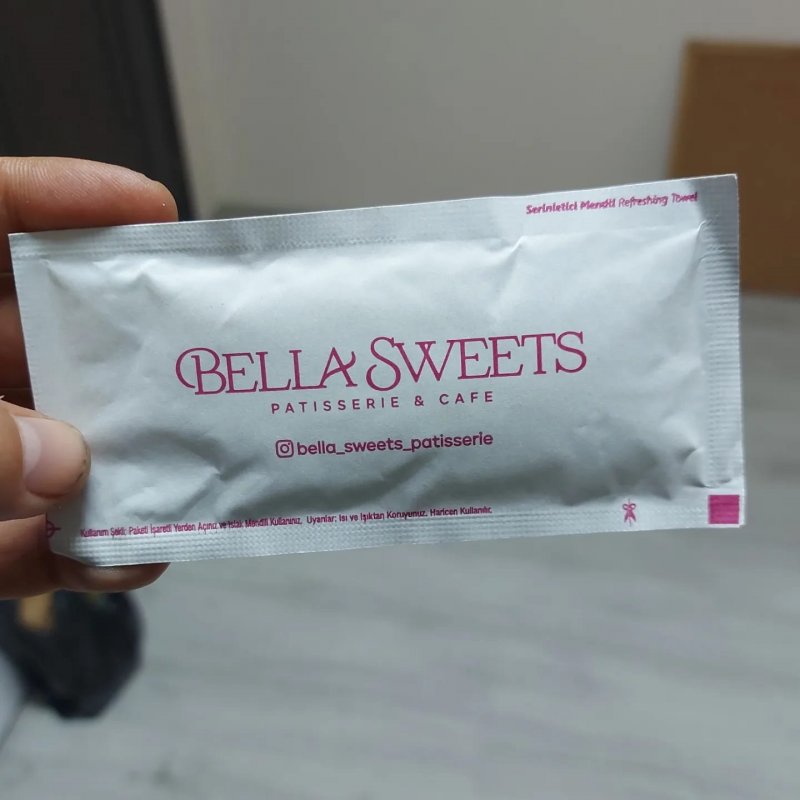 Serinletici Mendil Refreshing Towel
BELLA SWEETS
PATISSERIE & CAFE
bella_sweets_patisserie
Kullanım Şekli: Paketi İşaretli Yerden Açınız ve Islak Mendili Kullanınız. Uyarılar: Isı ve Işıktan Koruyunuz. Haricen Kullanılır.